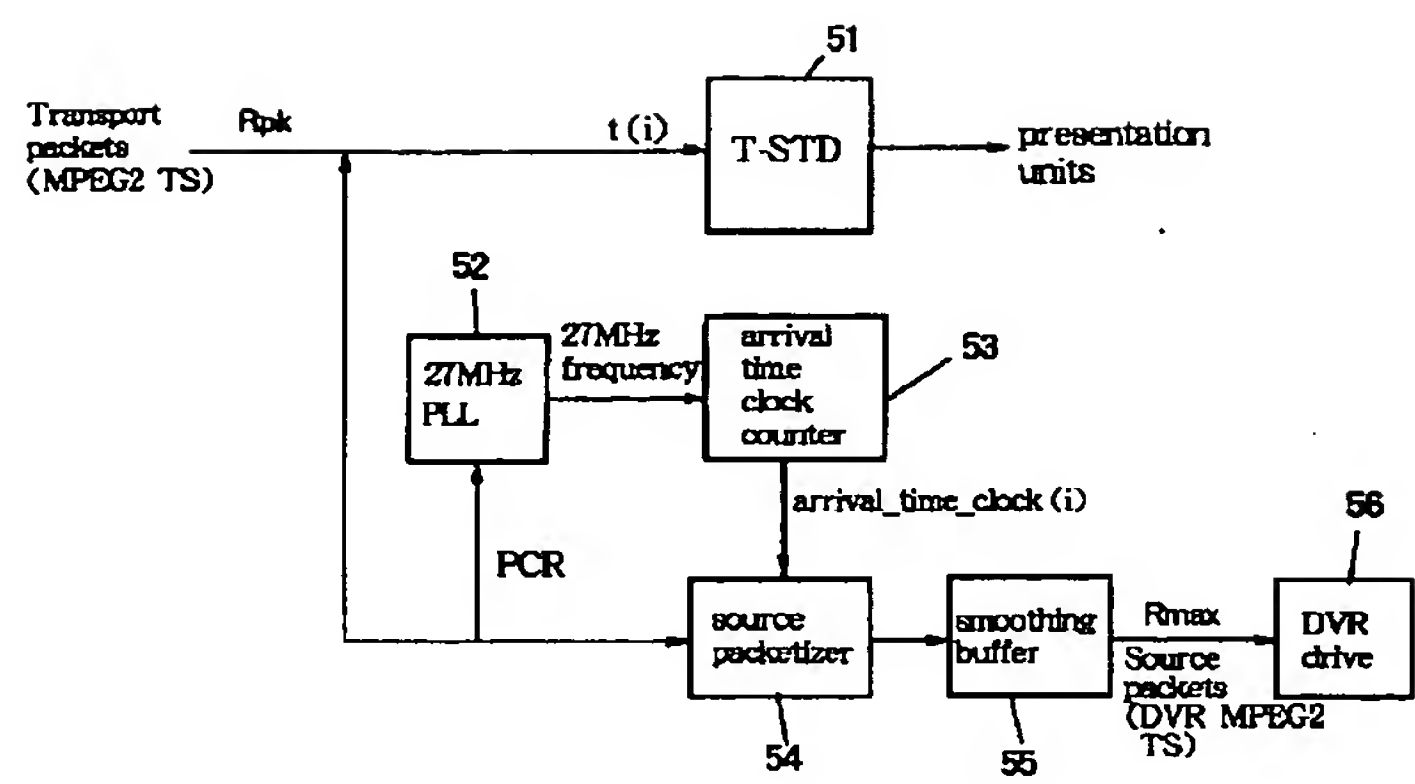 51
Transport
packets
(MPEG2 TS)
Rpk
t(i)
T-STD
presentation
units
52
27MHz
PLL
27MHz
frequency
arrival
time
clock
counter
53
arrival_time_clock(i)
PCR
source
packetizer
54
smoothing
buffer
55
Rmax
Source
packets
(DVR MPEG2
TS)
56
DVR
drive